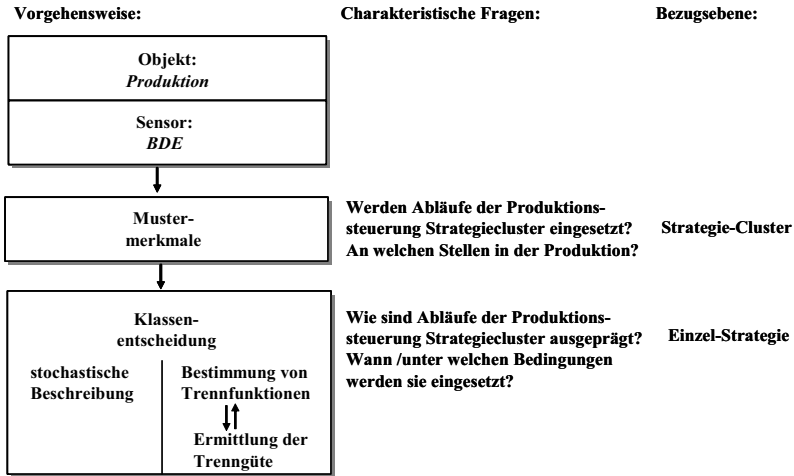 Vorgehensweise:
Charakteristische Fragen:
Bezugsebene:
Objekt:
Produktion
Sensor:
BDE
Muster-
merkmale
Werden Abläufe der Produktions-
steuerung Strategiecluster eingesetzt?
An welchen Stellen in der Produktion?
Strategie-Cluster
Klassen-
entscheidung
stochastische
Beschreibung
Bestimmung von
Trennfunktionen
Ermittlung der
Trenngüte
Wie sind Abläufe der Produktions-
steuerung Strategiecluster ausgeprägt?
Wann /unter welchen Bedingungen
werden sie eingesetzt?
Einzel-Strategie